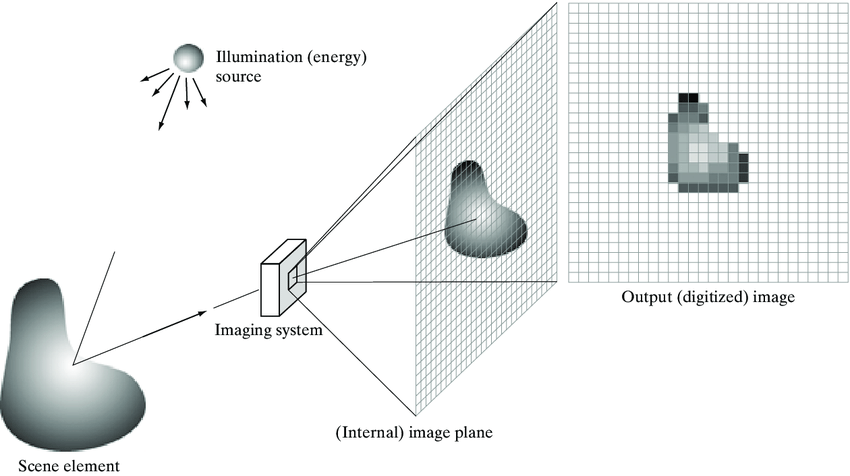 Illumination (energy)
source
Output (digitized) image
Imaging system
(Internal) image plane
Scene element